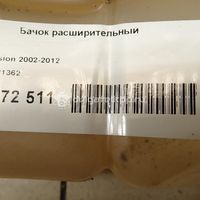 Бачок расширительный
sion 2002-2012
1362
72 511